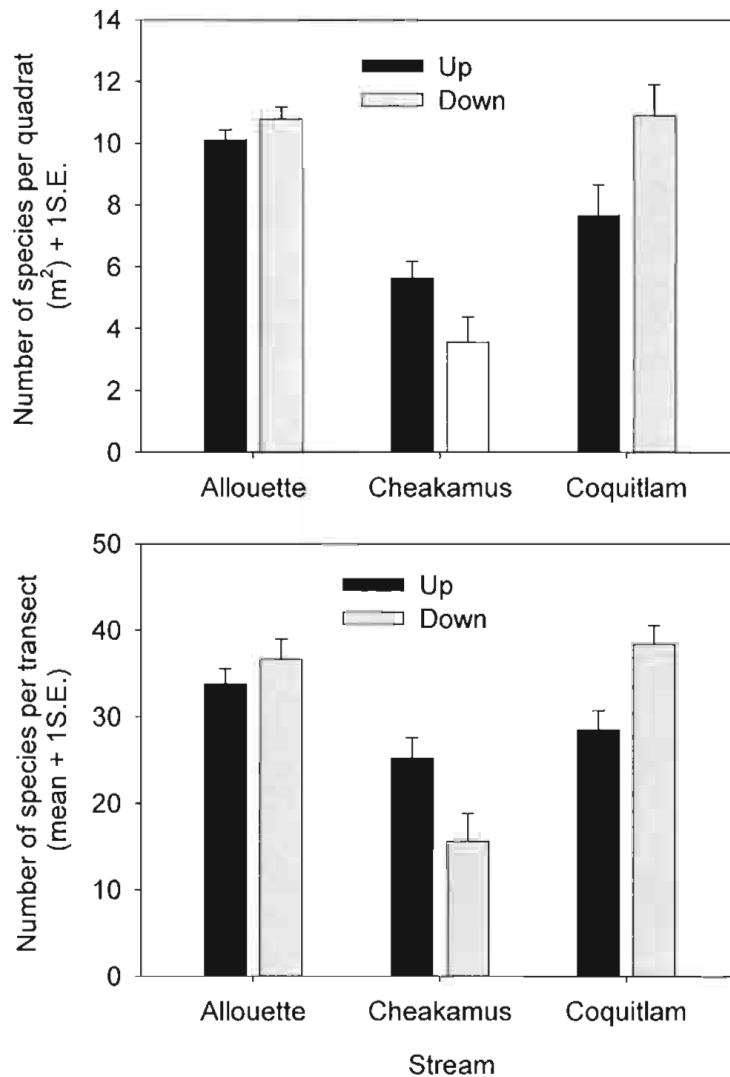 Number of species per quadrat
(m²) + 1S.E.
14
12
10
8
6
4
2
0
Up
Down
Allouette
Cheakamus
Coquitlam
Number of species per transect
(mean + 1S.E.)
50
40
30
20
10
0
Up
Down
Allouette
Cheakamus
Coquitlam
Stream